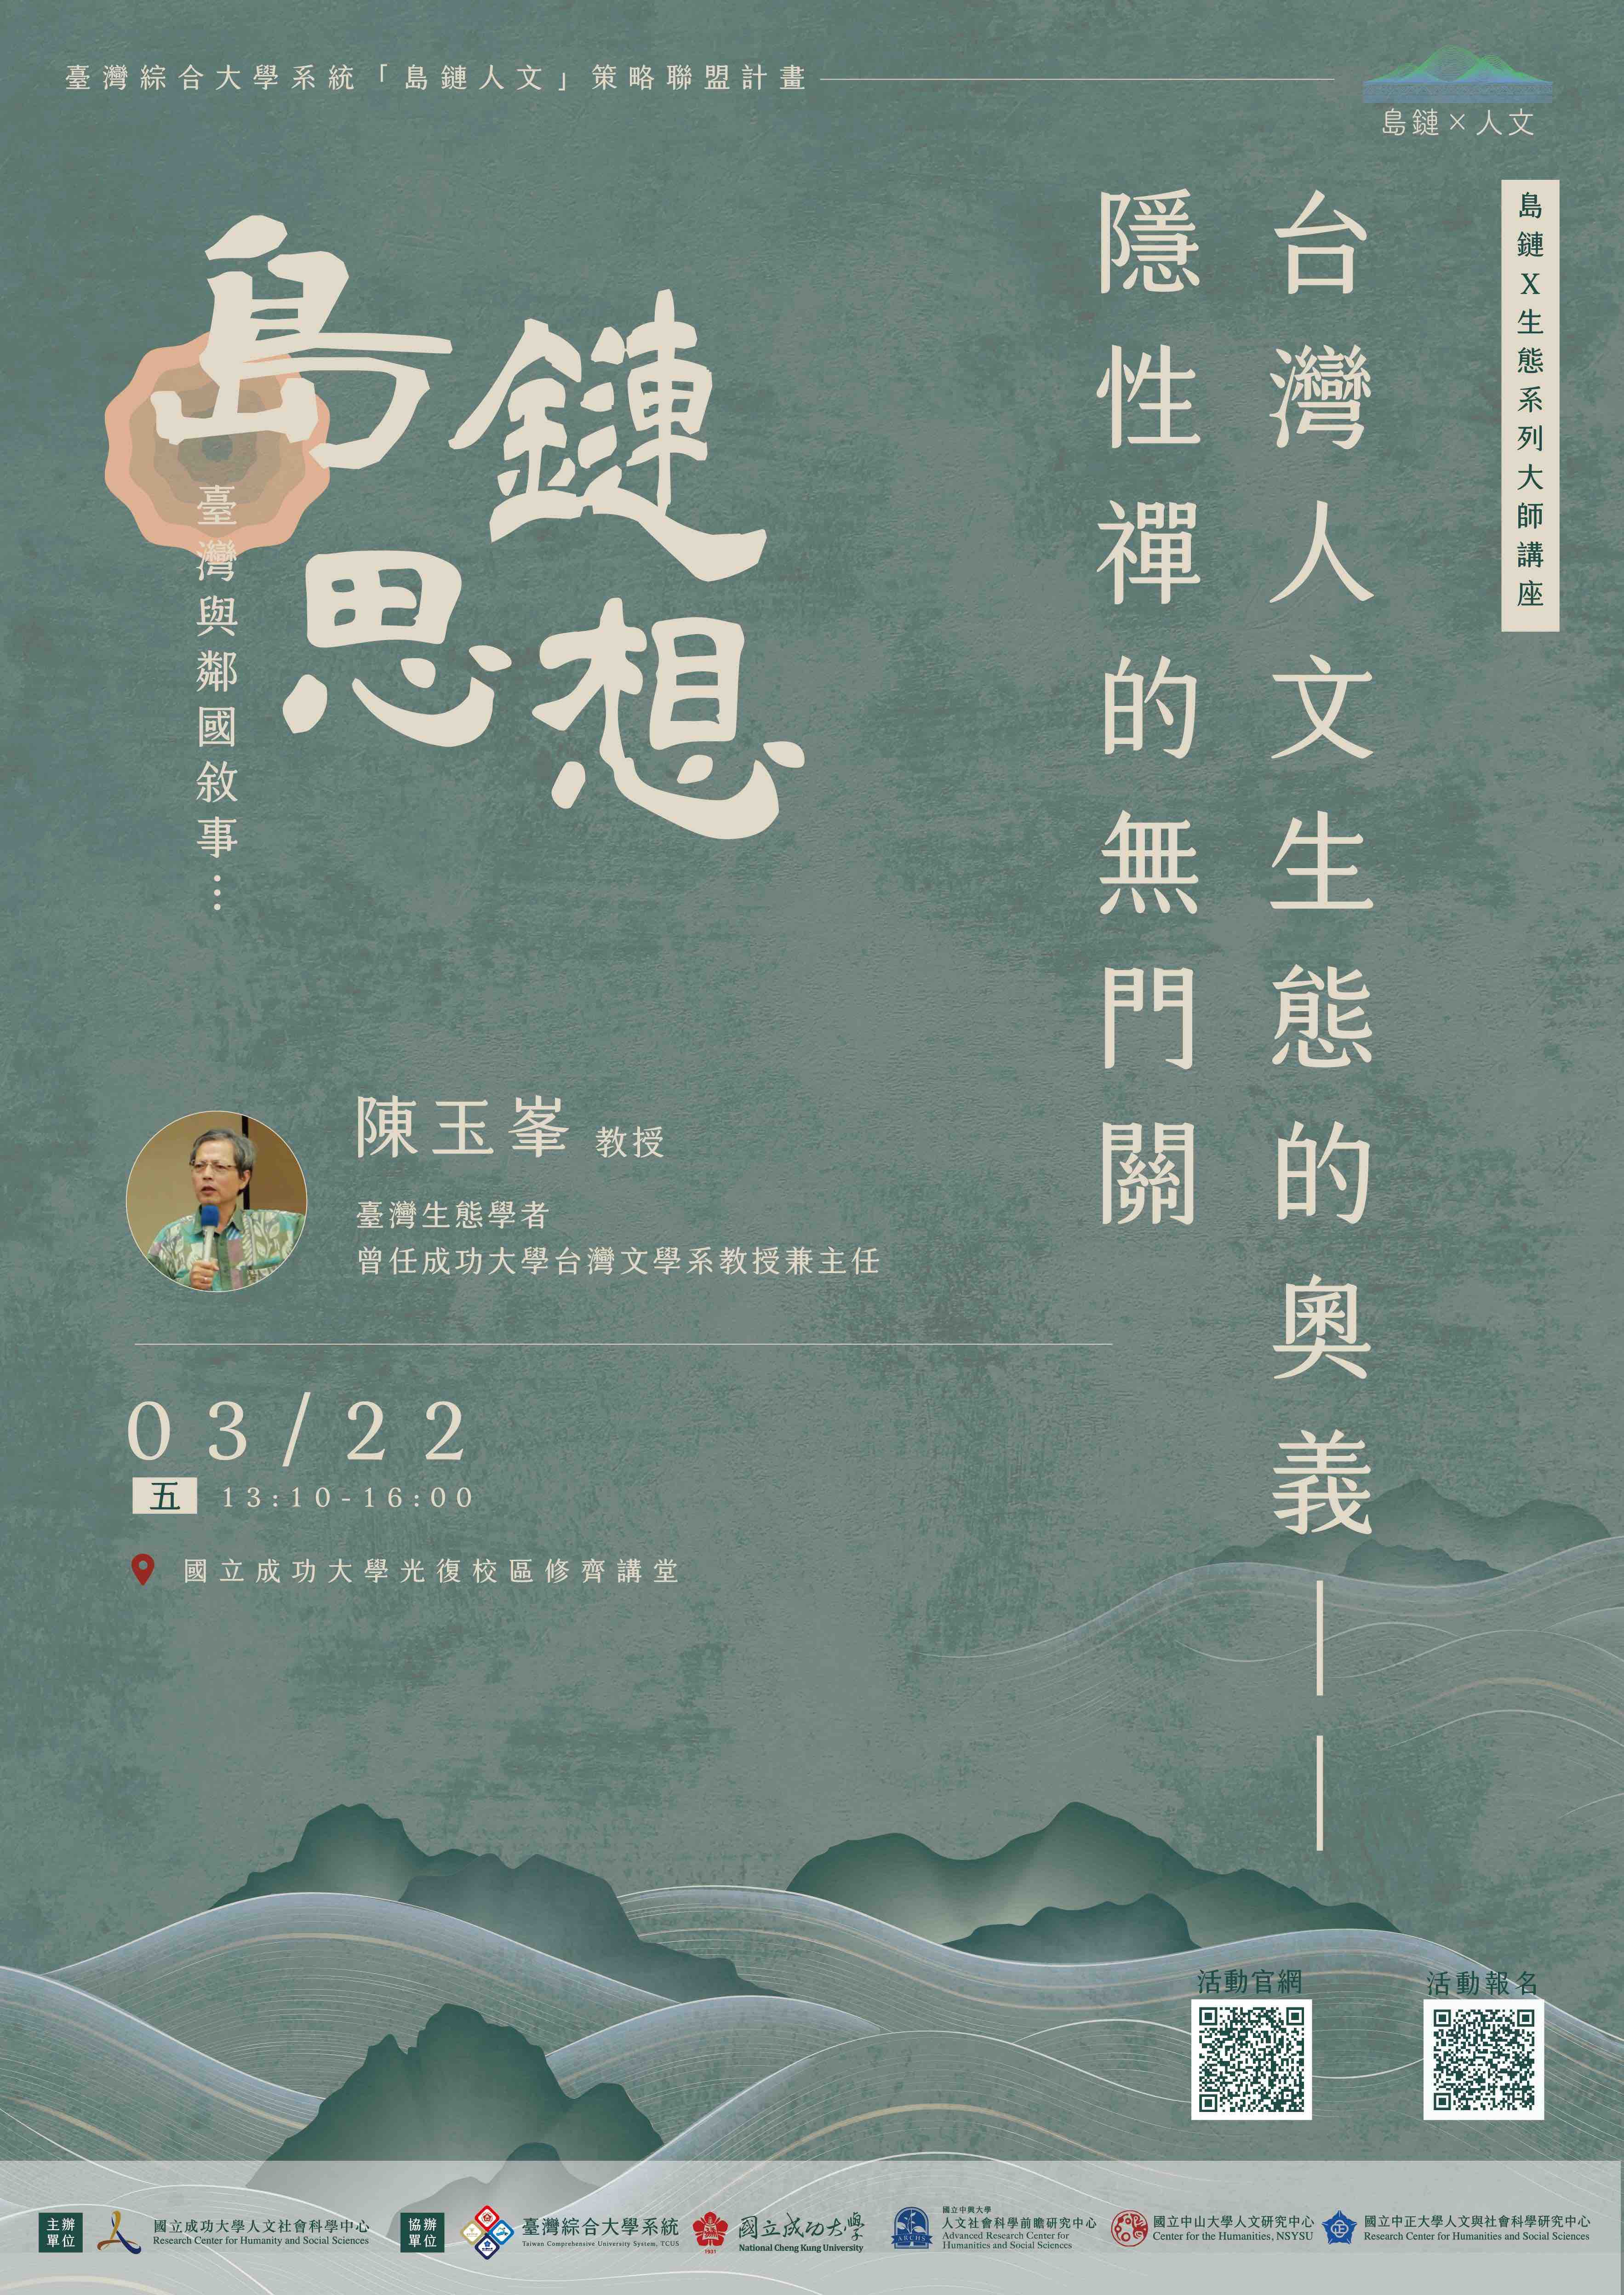 臺灣綜合大學系統「島鏈人文」策略聯盟計畫
島鏈×人文
島鏈X生態系列大師講座
台灣人文生態的奧義——
隱性禪的無門關
島鏈
思想
臺灣與鄰國敘事…
陳玉峯 教授
臺灣生態學者
曾任成功大學台灣文學系教授兼主任
03/22
五 13:10-16:00
國立成功大學光復校區修齊講堂
活動官網
活動報名
主辦單位
國立成功大學人文社會科學中心
Research Center for Humanity and Social Sciences
協辦單位
臺灣綜合大學系統
Taiwan Comprehensive University System, TCUS
1931
國立成功大學
National Cheng Kung University
ARCHS
國立中興大學
人文社會科學前瞻研究中心
Advanced Research Center for
Humanities and Social Sciences
國立中山大學人文研究中心
Center for the Humanities, NSYSU
國立中正大學人文與社會科學研究中心
Research Center for Humanities and Social Sciences